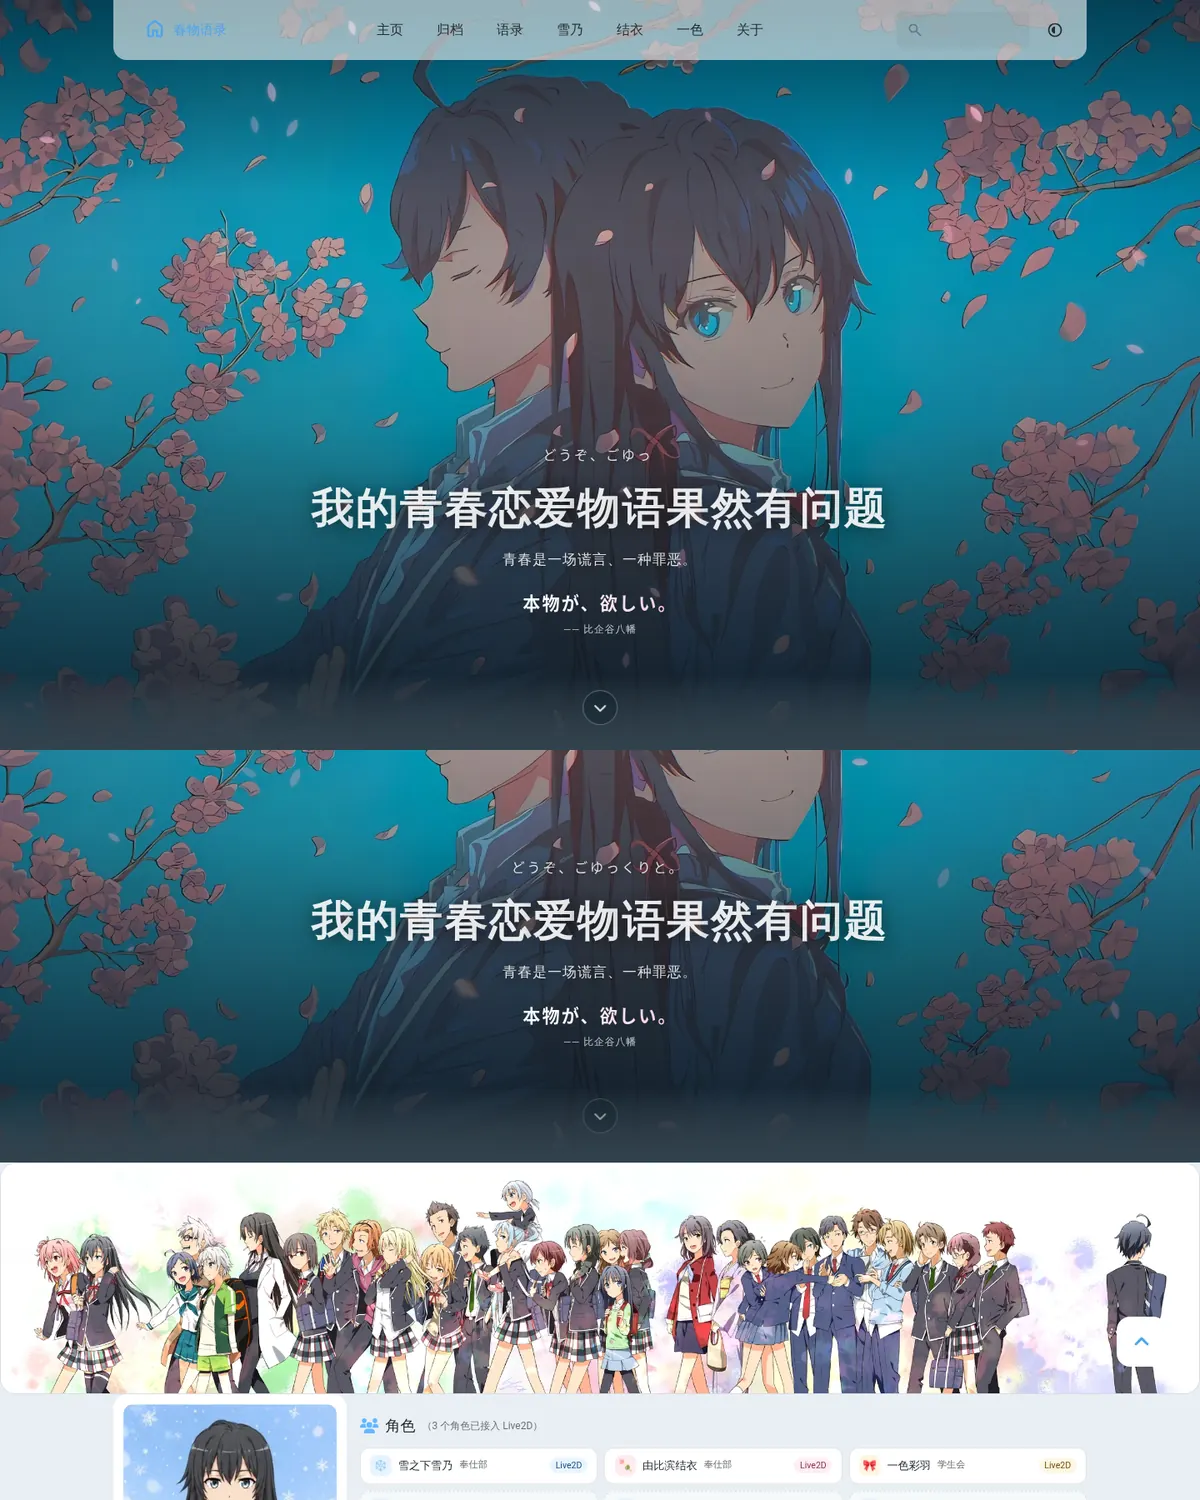 春物语录
主页 归档 语录 雪乃 结衣 一色 关于
どうぞ、ごゆっ
我的青春恋爱物语果然有问题
青春是一场谎言、一种罪恶。
本物が、欲しい。
—— 比企谷八幡
どうぞ、ごゆっくりと。
我的青春恋爱物语果然有问题
青春是一场谎言、一种罪恶。
本物が、欲しい。
—— 比企谷八幡
角色 （3 个角色已接入 Live2D）
雪之下雪乃 奉仕部 Live2D
由比滨结衣 奉仕部 Live2D
一色彩羽 学生会 Live2D